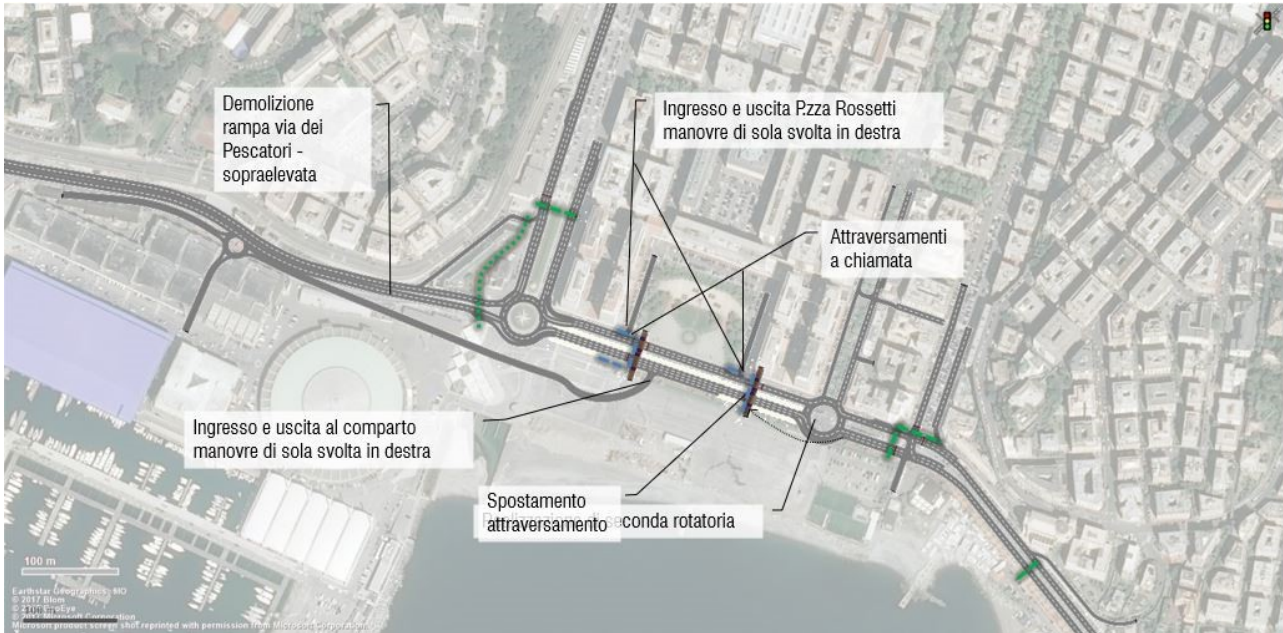 Demolizione
rampa via dei
Pescatori -
sopraelevata
Ingresso e uscita P.zza Rossetti
manovre di sola svolta in destra
Attraversamenti
a chiamata
Ingresso e uscita al comparto
manovre di sola svolta in destra
Spostamento
attraversamento
seconda rotatoria
100 m
Earthstar Geographics SIO
© 2017 Blom
© 2017 Microsoft Corporation
Microsoft product screen shot reprinted with permission from Microsoft Corporation